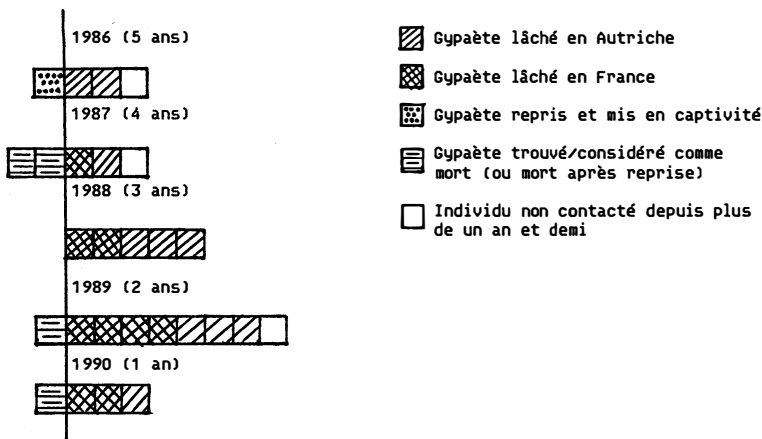 1986 (5 ans)
1987 (4 ans)
1988 (3 ans)
1989 (2 ans)
1990 (1 an)
Gypaète lâché en Autriche
Gypaète lâché en France
Gypaète repris et mis en captivité
Gypaète trouvé/considéré comme
mort (ou mort après reprise)
Individu non contacté depuis plus
de un an et demi